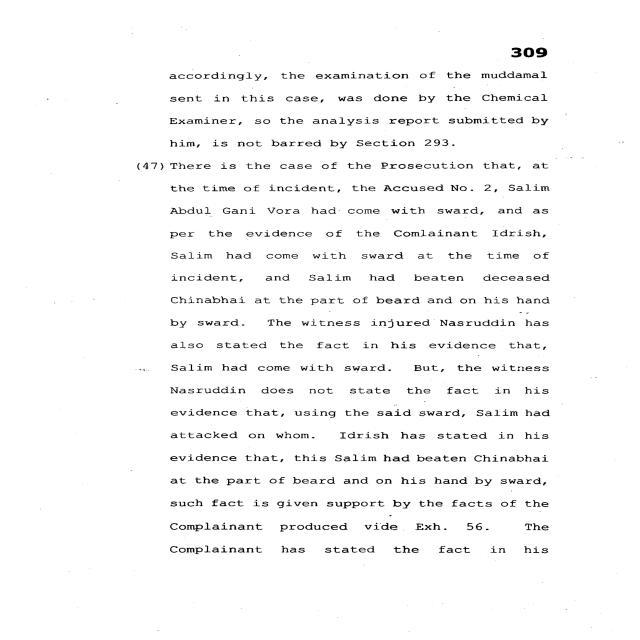 309
accordingly, the examination of the muddamal
sent in this case, was done by the Chemical
Examiner, so the analysis report submitted by
him, is not barred by Section 293.
(47) There is the case of the Prosecution that, at
the time of incident, the Accused No. 2, Salim
Abdul Gani Vora had come with sward, and as
per the evidence of the Comlainant Idrish,
Salim had come with sward at the time of
incident, and Salim had beaten deceased
Chinabhai at the part of beard and on his hand
by sward. The witness injured Nasruddin has
also stated the fact in his evidence that,
Salim had come with sward. But, the witness
Nasruddin does not state the fact in his
evidence that, using the said sward, Salim had
attacked on whom. Idrish has stated in his
evidence that, this Salim had beaten Chinabhai
at the part of beard and on his hand by sward,
such fact is given support by the facts of the
Complainant produced vide Exh. 56. The
Complainant has stated the fact in his